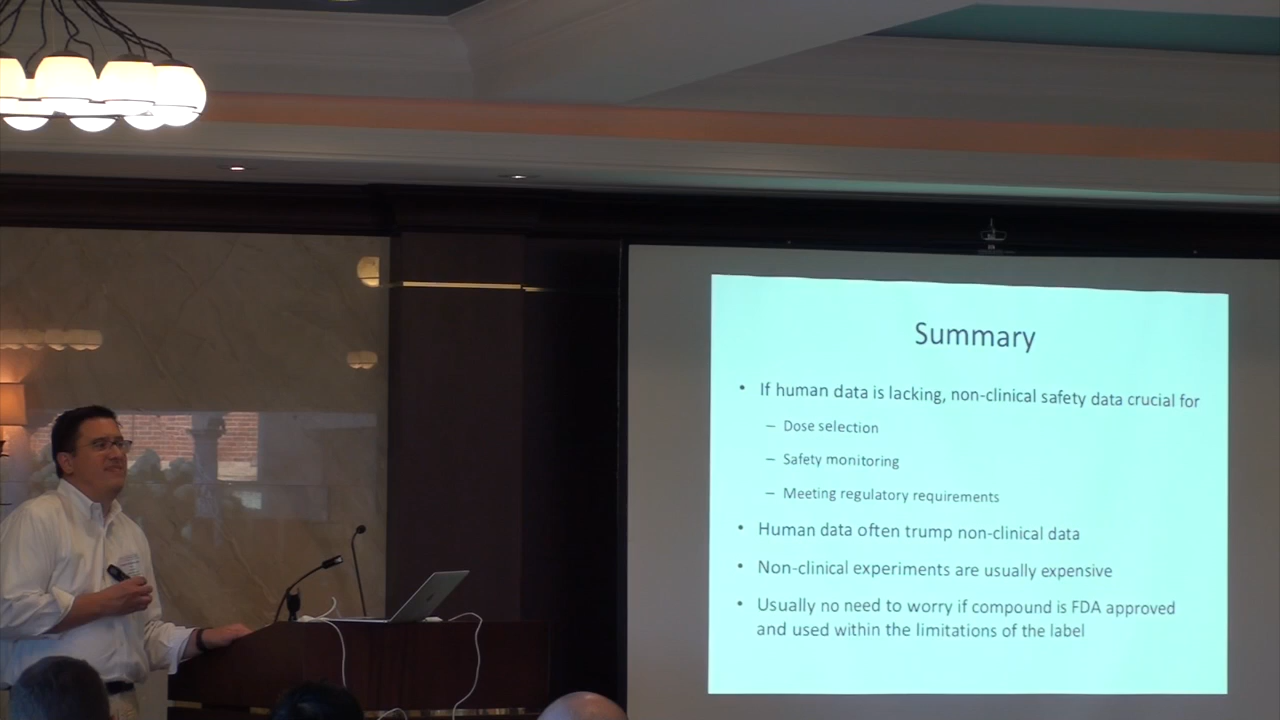 Summary
• If human data is lacking, non-clinical safety data crucial for
– Dose selection
– Safety monitoring
– Meeting regulatory requirements
• Human data often trump non-clinical data
• Non-clinical experiments are usually expensive
• Usually no need to worry if compound is FDA approved
and used within the limitations of the label